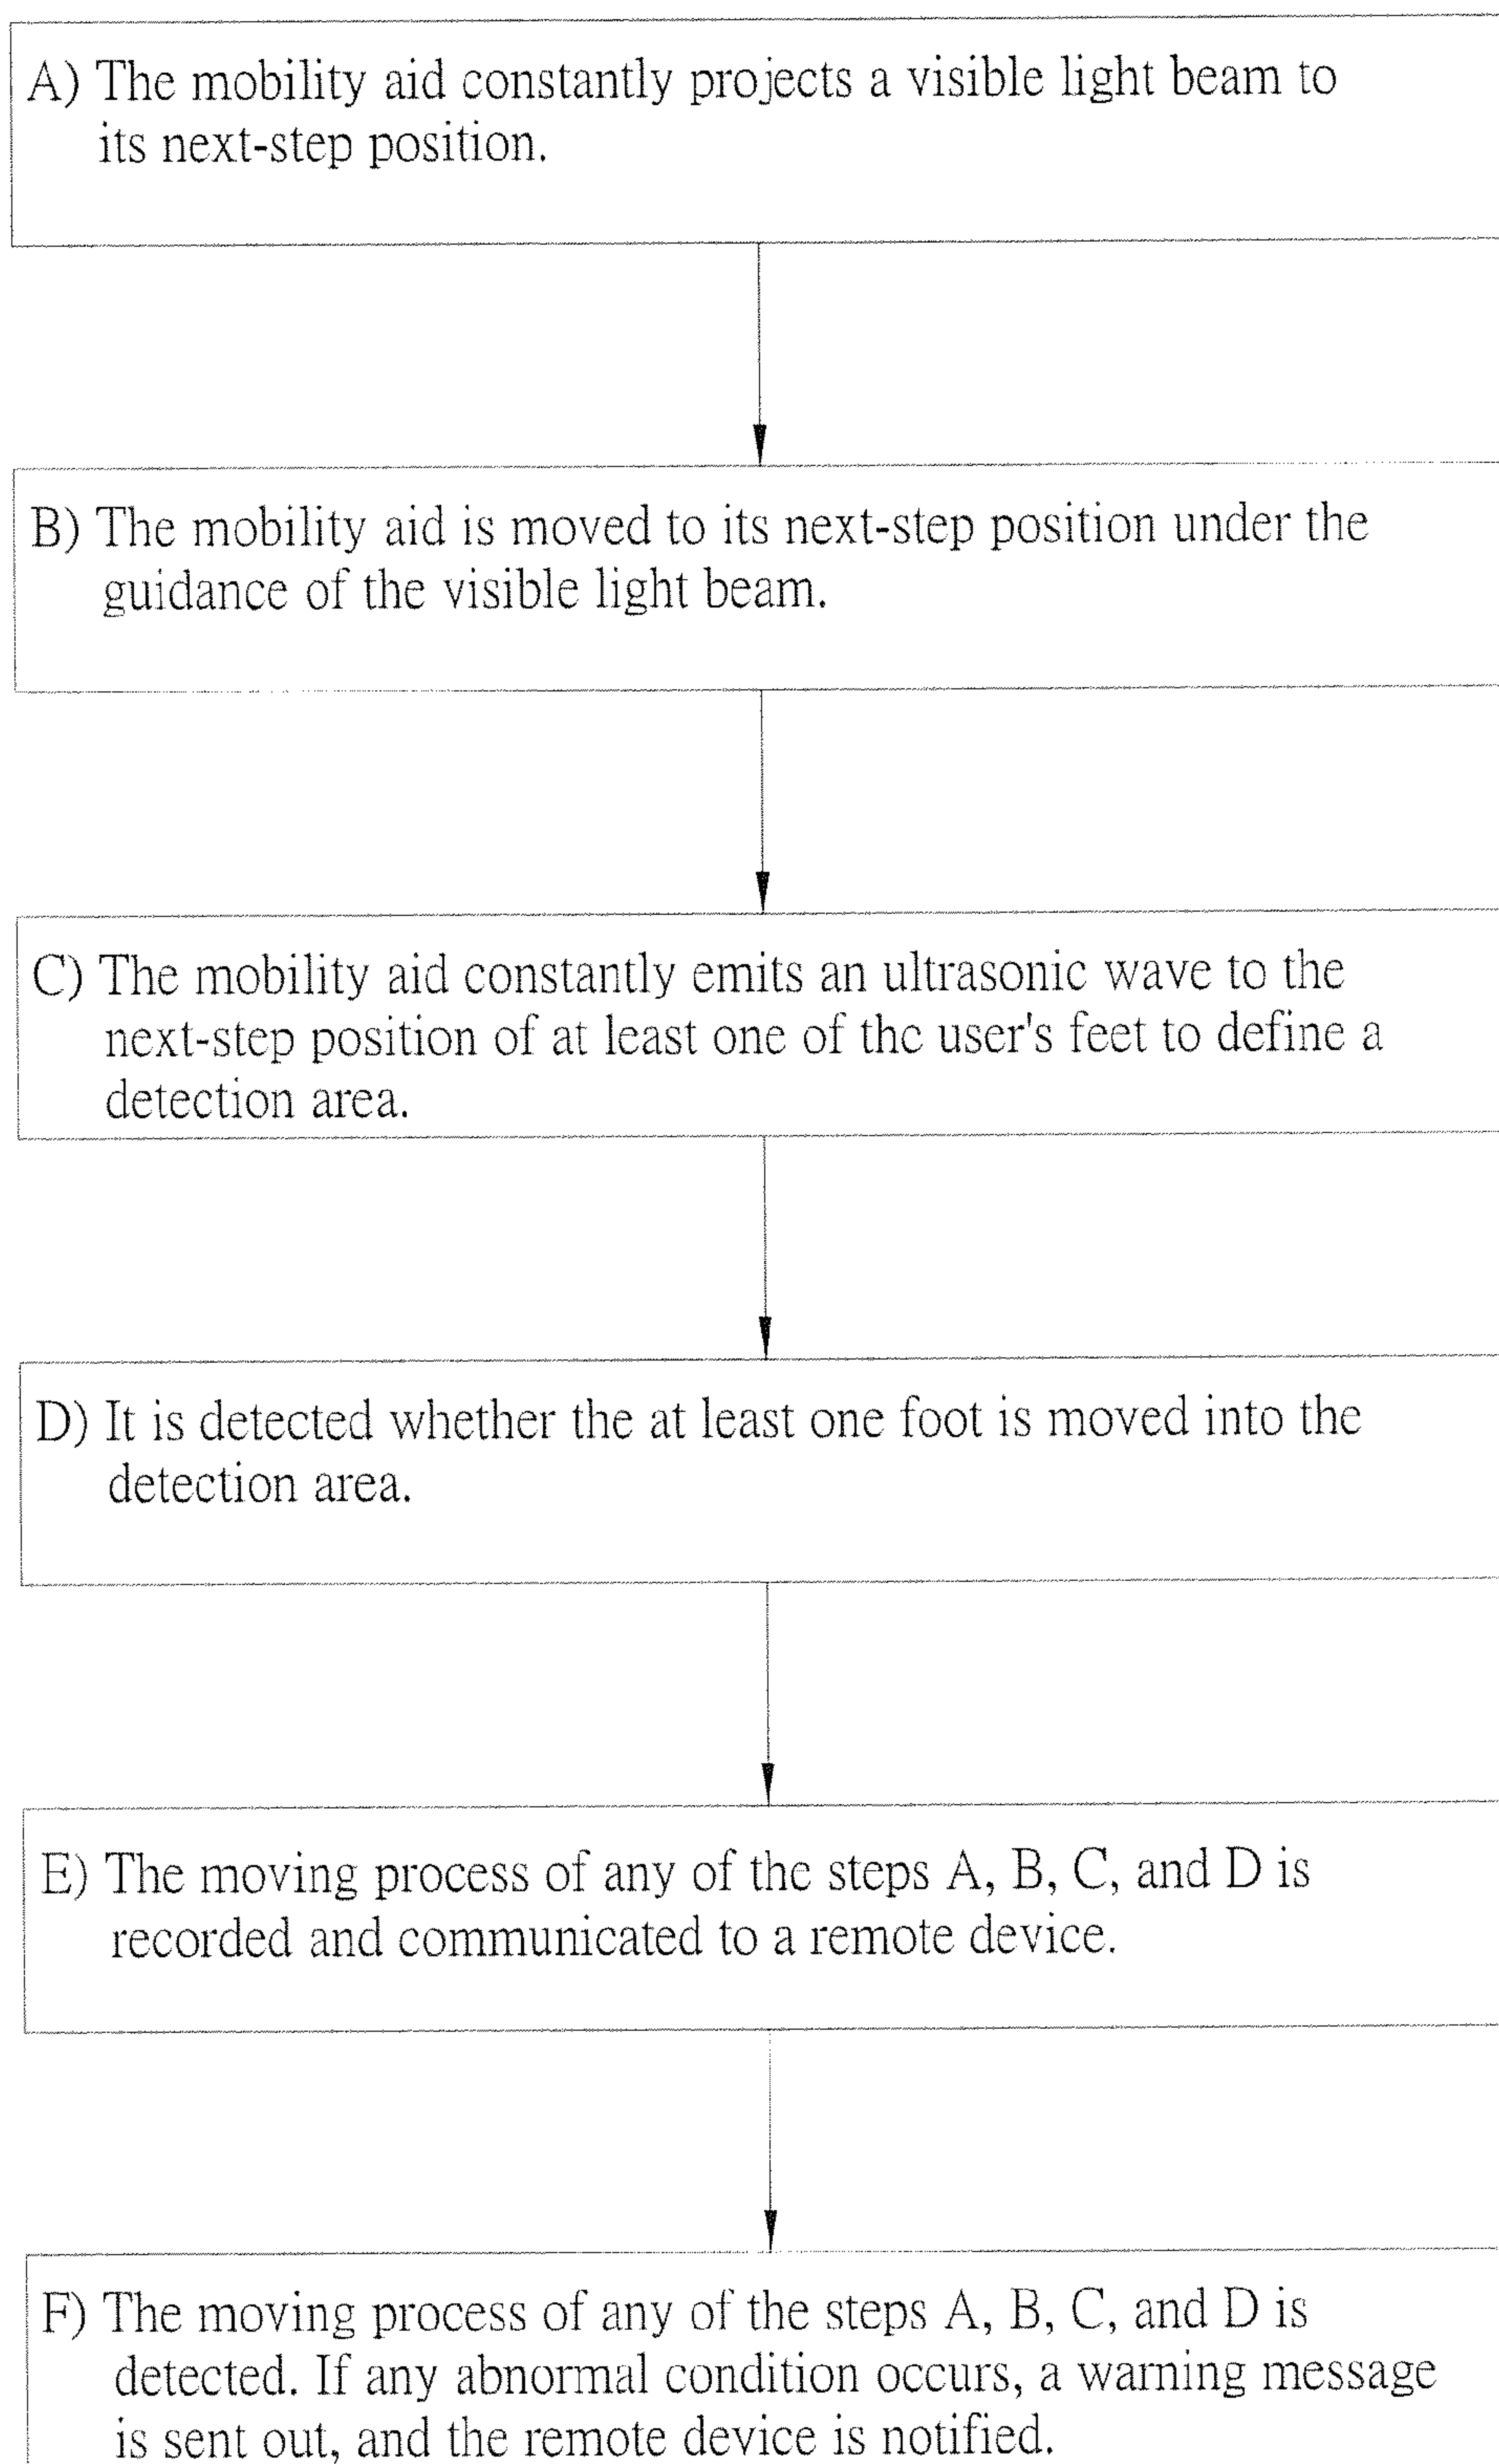 A) The mobility aid constantly projects a visible light beam to
its next-step position.
B) The mobility aid is moved to its next-step position under the
guidance of the visible light beam.
C) The mobility aid constantly emits an ultrasonic wave to the
next-step position of at least one of the user's feet to define a
detection area.
D) It is detected whether the at least one foot is moved into the
detection area.
E) The moving process of any of the steps A, B, C, and D is
recorded and communicated to a remote device.
F) The moving process of any of the steps A, B, C, and D is
detected. If any abnormal condition occurs, a warning message
is sent out, and the remote device is notified.